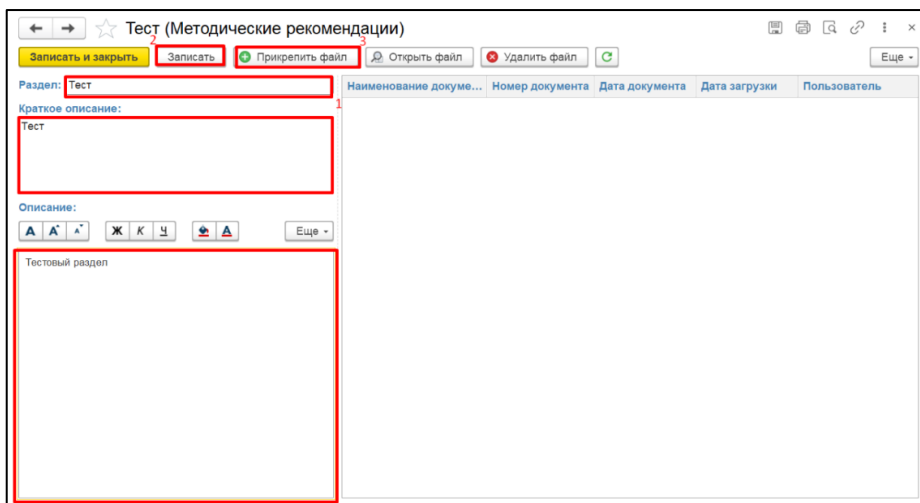 Тест (Методические рекомендации)
2 3
Записать и закрыть Записать Прикрепить файл Открыть файл Удалить файл Еще
Раздел: Тест
Наименование докуме... Номер документа Дата документа Дата загрузки Пользователь
Краткое описание: 1
Тест
Описание:
А А А Ж К Ч А Еще
Тестовый раздел